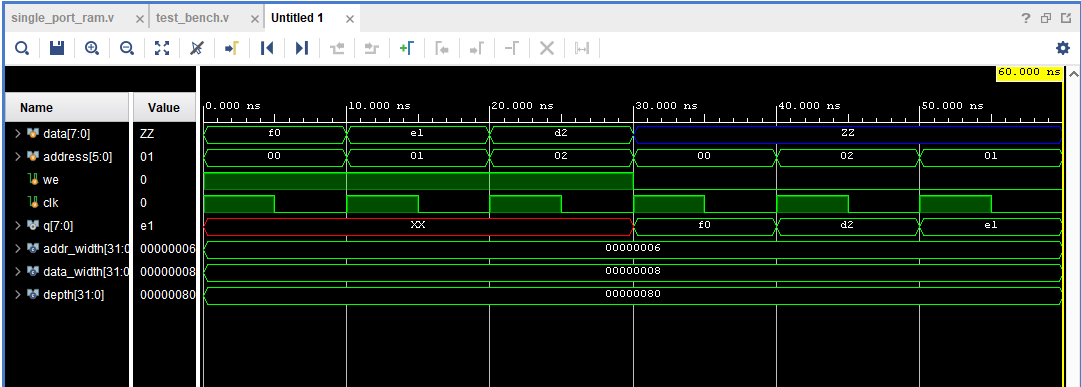 single_port_ram.v × test_bench.v × Untitled 1 ×
? 
60.000 ns
Name Value 0.000 ns 10.000 ns 20.000 ns 30.000 ns 40.000 ns 50.000 ns
data[7:0] ZZ f0 e1 d2 ZZ
address[5:0] 01 00 01 02 00 02 01
we 0
clk 0
q[7:0] e1 XX f0 d2 e1
addr_width[31:0 00000006 00000006
data_width[31:0 00000008 00000008
depth[31:0] 00000080 00000080